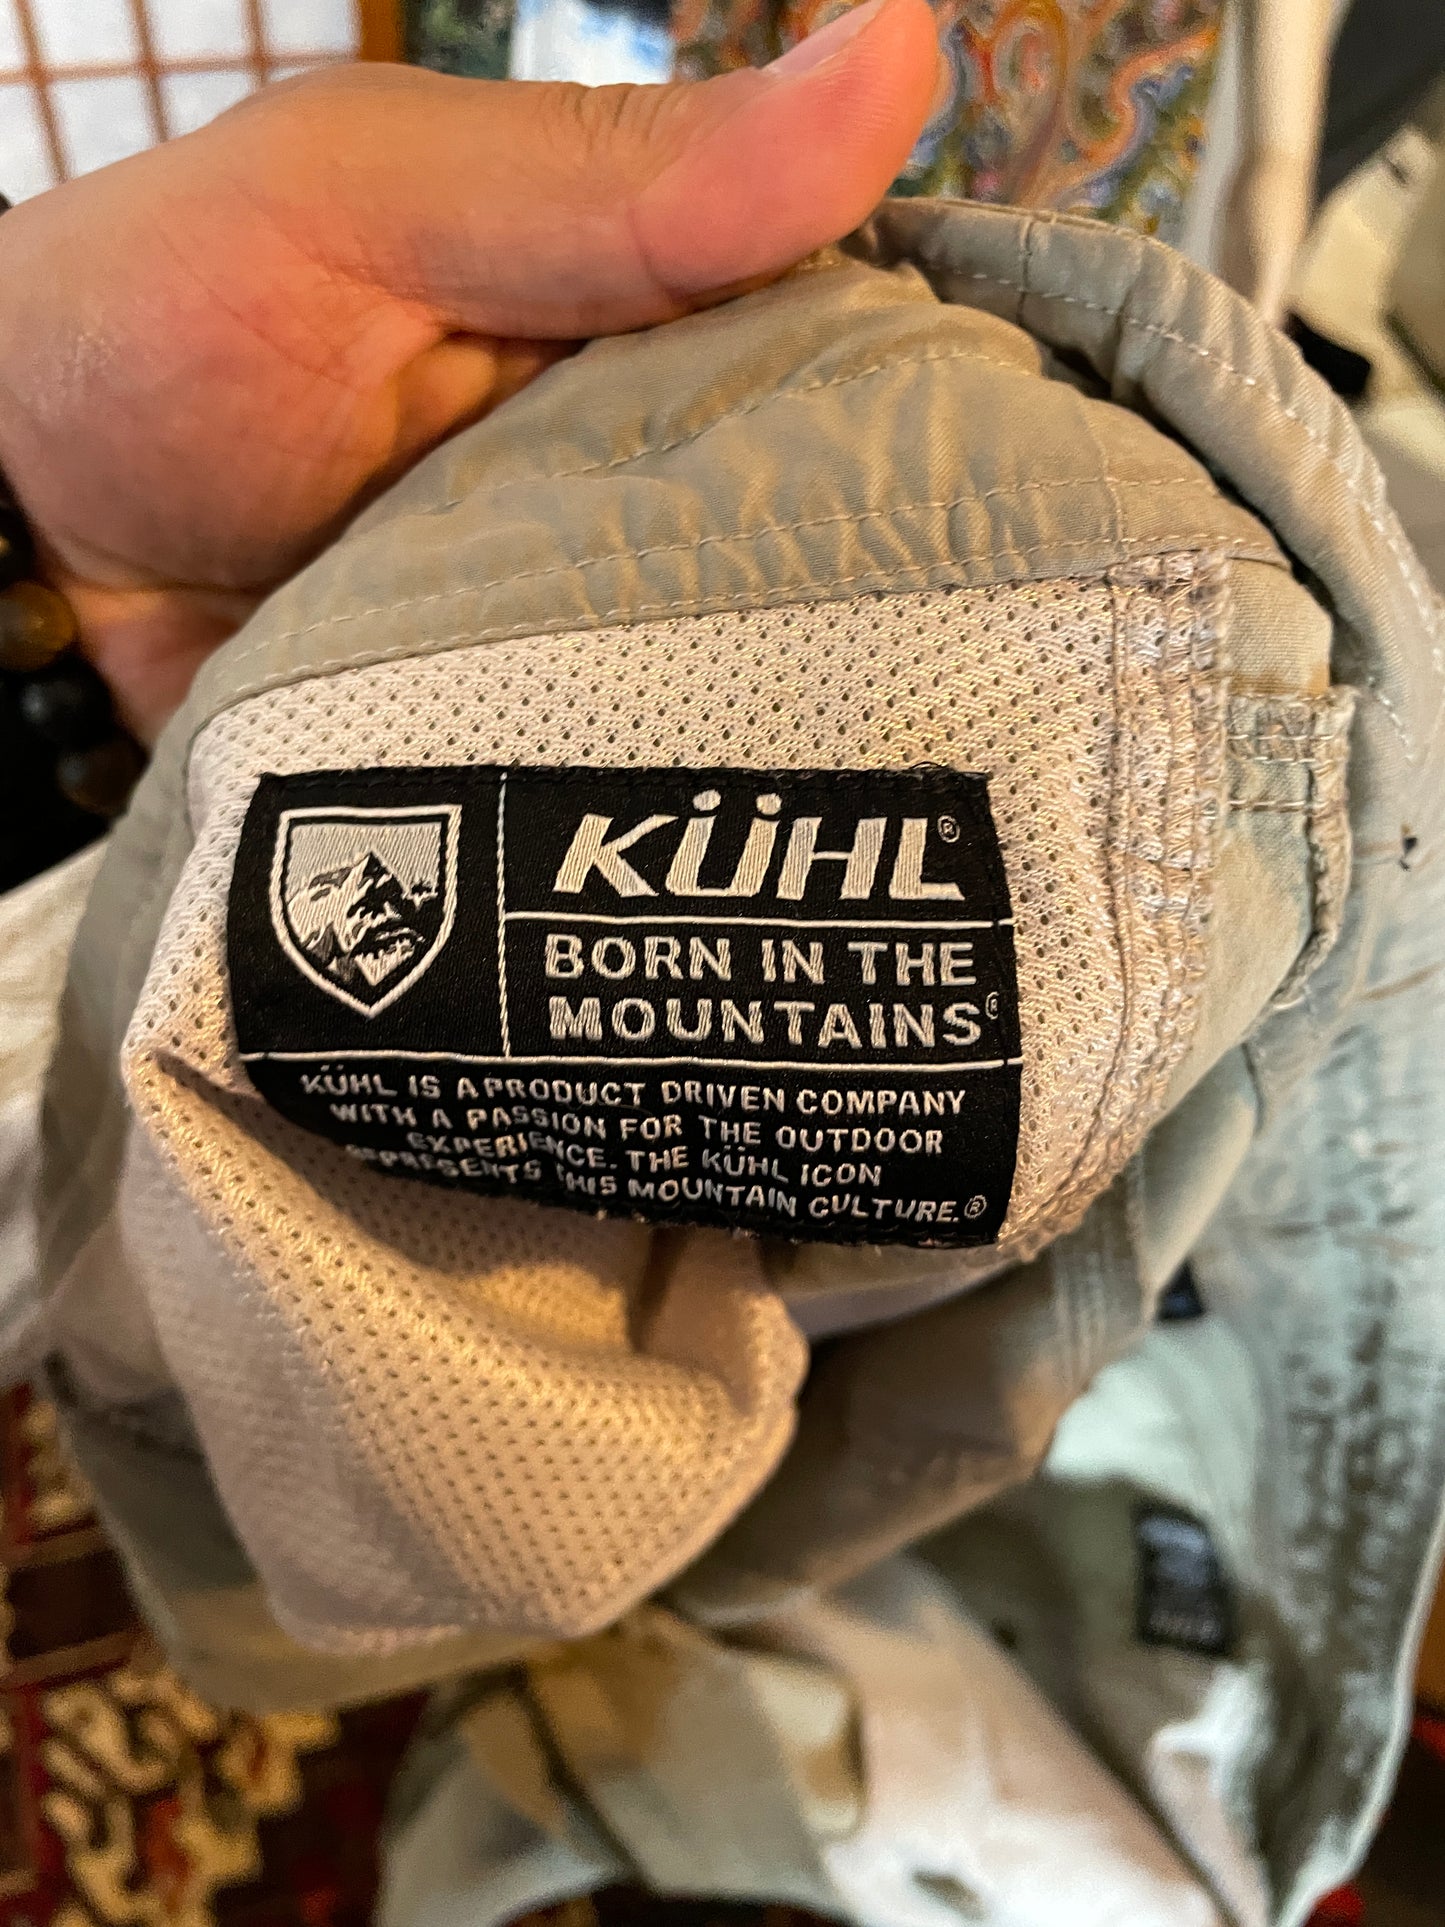 KÜHL®
BORN IN THE
MOUNTAINS®
KÜHL IS A PRODUCT DRIVEN COMPANY
WITH A PASSION FOR THE OUTDOOR
EXPERIENCE. THE KÜHL ICON
REPRESENTS THIS MOUNTAIN CULTURE.®